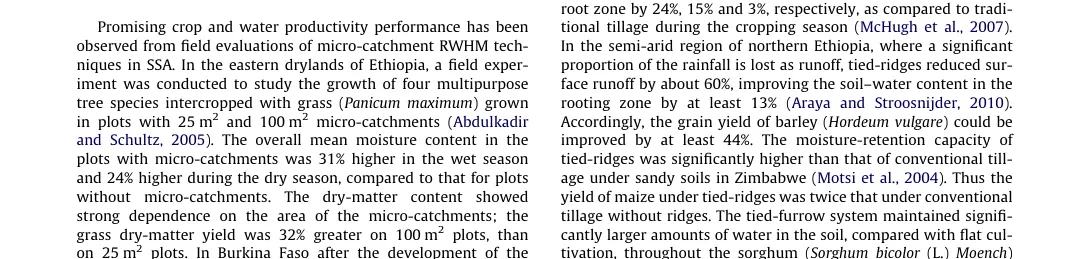 Promising crop and water productivity performance has been
observed from field evaluations of micro-catchment RWHM tech-
niques in SSA. In the eastern drylands of Ethiopia, a field exper-
iment was conducted to study the growth of four multipurpose
tree species intercropped with grass (Panicum maximum) grown
in plots with 25 m² and 100 m² micro-catchments (Abdulkadir
and Schultz, 2005). The overall mean moisture content in the
plots with micro-catchments was 31% higher in the wet season
and 24% higher during the dry season, compared to that for plots
without micro-catchments. The dry-matter content showed
strong dependence on the area of the micro-catchments; the
grass dry-matter yield was 32% greater on 100 m² plots, than
on 25 m² plots. In Burkina Faso after the development of the
root zone by 24%, 15% and 3%, respectively, as compared to tradi-
tional tillage during the cropping season (McHugh et al., 2007).
In the semi-arid region of northern Ethiopia, where a significant
proportion of the rainfall is lost as runoff, tied-ridges reduced sur-
face runoff by about 60%, improving the soil–water content in the
rooting zone by at least 13% (Araya and Stroosnijder, 2010).
Accordingly, the grain yield of barley (Hordeum vulgare) could be
improved by at least 44%. The moisture-retention capacity of
tied-ridges was significantly higher than that of conventional till-
age under sandy soils in Zimbabwe (Motsi et al., 2004). Thus the
yield of maize under tied-ridges was twice that under conventional
tillage without ridges. The tied-furrow system maintained signifi-
cantly larger amounts of water in the soil, compared with flat cul-
tivation, throughout the sorghum (Sorghum bicolor (L.) Moench)